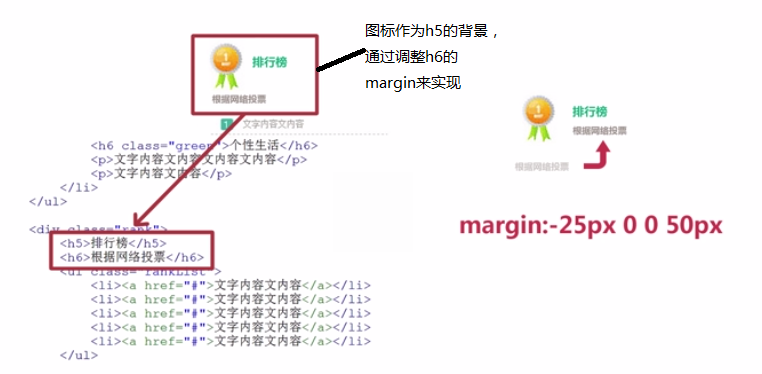 图标作为h5的背景，
通过调整h6的
margin来实现
1
排行榜
根据网络投票
1 文字内容文内容
<h6 class="green">个性生活</h6>
<p>文字内容文内容文内容文内容</p>
<p>文字内容文内容</p>
</li>
</ul>
<div class="rank">
<h5>排行榜</h5>
<h6>根据网络投票</h6>
<ul class="rankList">
<li><a href="#">文字内容文内容</a></li>
<li><a href="#">文字内容文内容</a></li>
<li><a href="#">文字内容文内容</a></li>
<li><a href="#">文字内容文内容</a></li>
<li><a href="#">文字内容文内容</a></li>
</ul>
1
排行榜
根据网络投票
根据网络投票
margin:-25px 0 0 50px